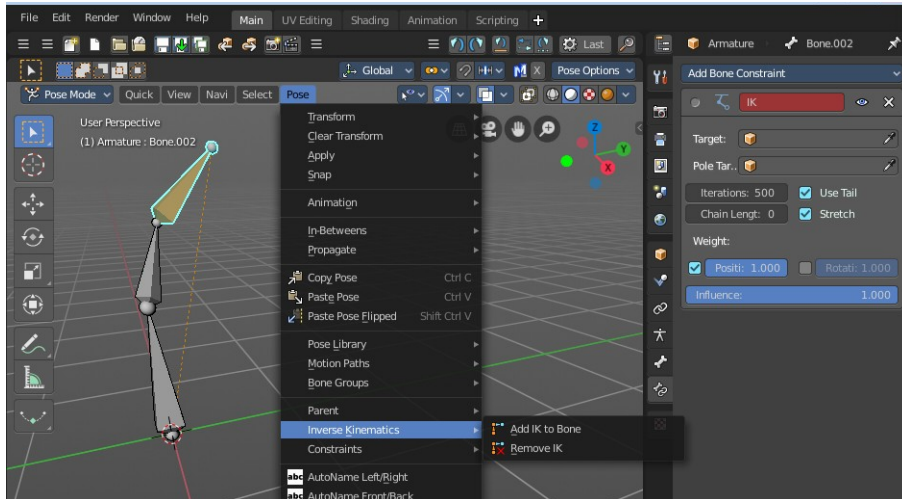 File Edit Render Window Help Main UV Editing Shading Animation Scripting +
Last Armature Bone.002
Global Pose Options Add Bone Constraint
Pose Mode Quick View Navi Select Pose IK
User Perspective
(1) Armature : Bone.002
Transform
Clear Transform
Apply
Snap
Animation
In-Betweens
Propagate
Copy Pose Ctrl C
Paste Pose Ctrl V
Paste Pose Flipped Shift Ctrl V
Pose Library
Motion Paths
Bone Groups
Parent
Inverse Kinematics
Constraints
AutoName Left/Right
AutoName Front/Back
Add IK to Bone
Remove IK
Z
Y
X
Target:
Pole Tar..
Iterations: 500 Use Tail
Chain Lengt: 0 Stretch
Weight:
Positi: 1.000 Rotati: 1.000
Influence: 1.000